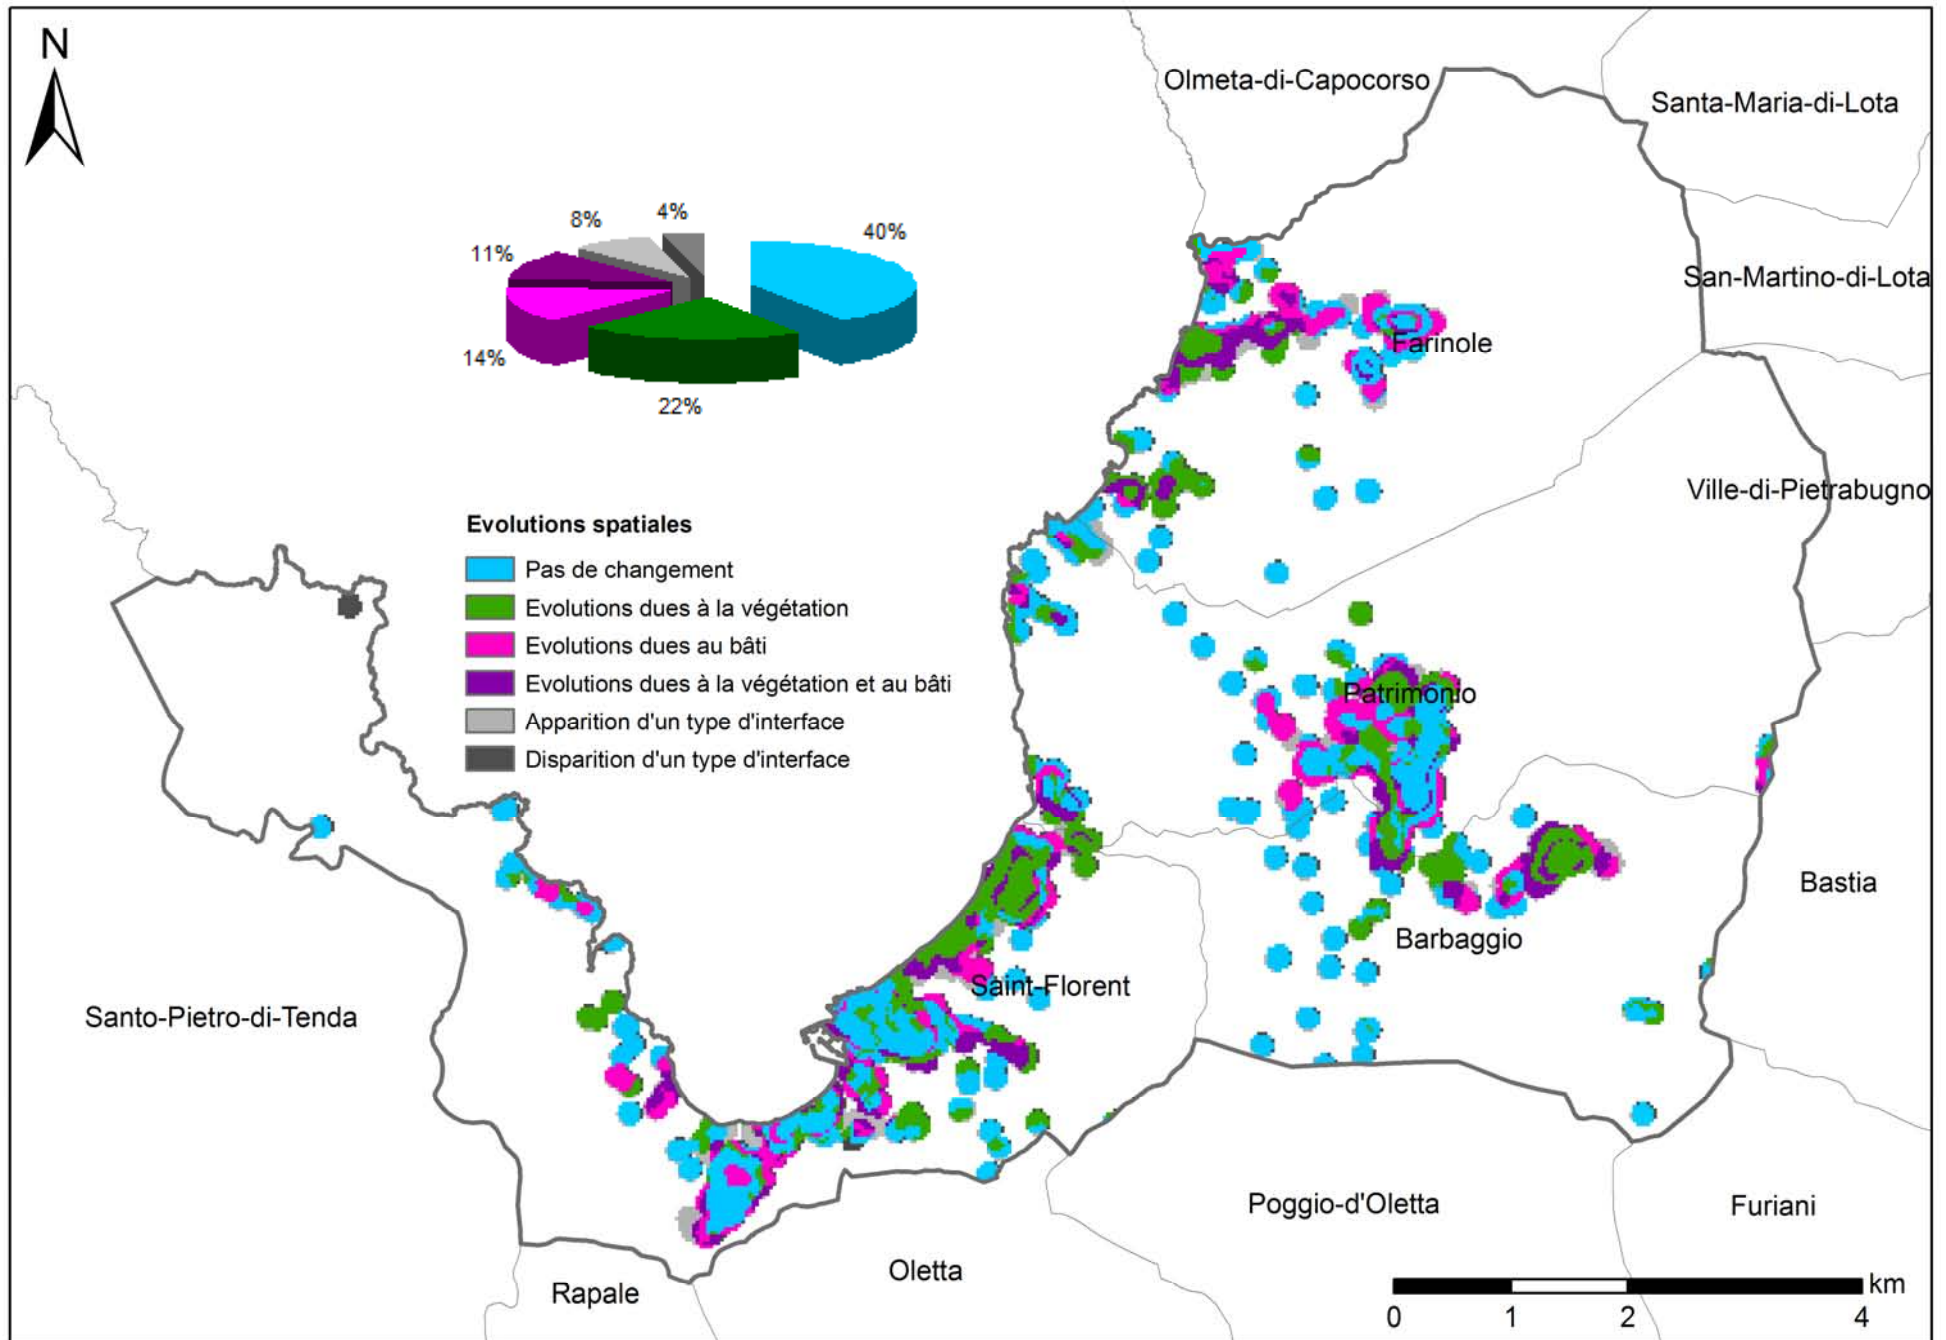 N
Olmeta-di-Capocorso
Santa-Maria-di-Lota
8%
4%
40%
11%
San-Martino-di-Lota
Farinole
14%
22%
Ville-di-Pietrabugno
Evolutions spatiales
Pas de changement
Evolutions dues à la végétation
Evolutions dues au bâti
Evolutions dues à la végétation et au bâti
Apparition d'un type d'interface
Disparition d'un type d'interface
Patrimonio
Bastia
Barbaggio
Saint-Florent
Santo-Pietro-di-Tenda
Poggio-d'Oletta
Furiani
Oletta
Rapale
km
0 1 2 4